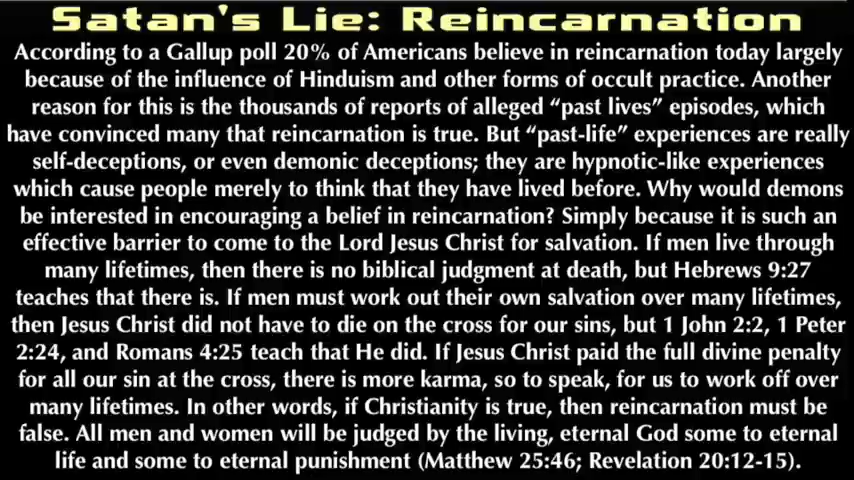 Satan's Lie: Reincarnation
According to a Gallup poll 20% of Americans believe in reincarnation today largely
because of the influence of Hinduism and other forms of occult practice. Another
reason for this is the thousands of reports of alleged “past lives” episodes, which
have convinced many that reincarnation is true. But “past-life” experiences are really
self-deceptions, or even demonic deceptions; they are hypnotic-like experiences
which cause people merely to think that they have lived before. Why would demons
be interested in encouraging a belief in reincarnation? Simply because it is such an
effective barrier to come to the Lord Jesus Christ for salvation. If men live through
many lifetimes, then there is no biblical judgment at death, but Hebrews 9:27
teaches that there is. If men must work out their own salvation over many lifetimes,
then Jesus Christ did not have to die on the cross for our sins, but 1 John 2:2, 1 Peter
2:24, and Romans 4:25 teach that He did. If Jesus Christ paid the full divine penalty
for all our sin at the cross, there is more karma, so to speak, for us to work off over
many lifetimes. In other words, if Christianity is true, then reincarnation must be
false. All men and women will be judged by the living, eternal God some to eternal
life and some to eternal punishment (Matthew 25:46; Revelation 20:12-15).